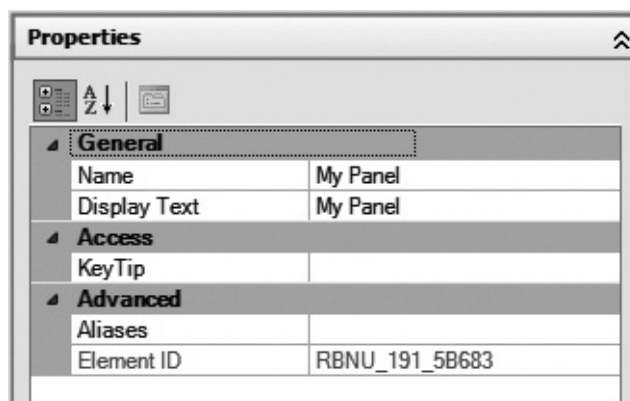 Properties
General
Name My Panel
Display Text My Panel
Access
KeyTip
Advanced
Aliases
Element ID RBNU_191_5B683